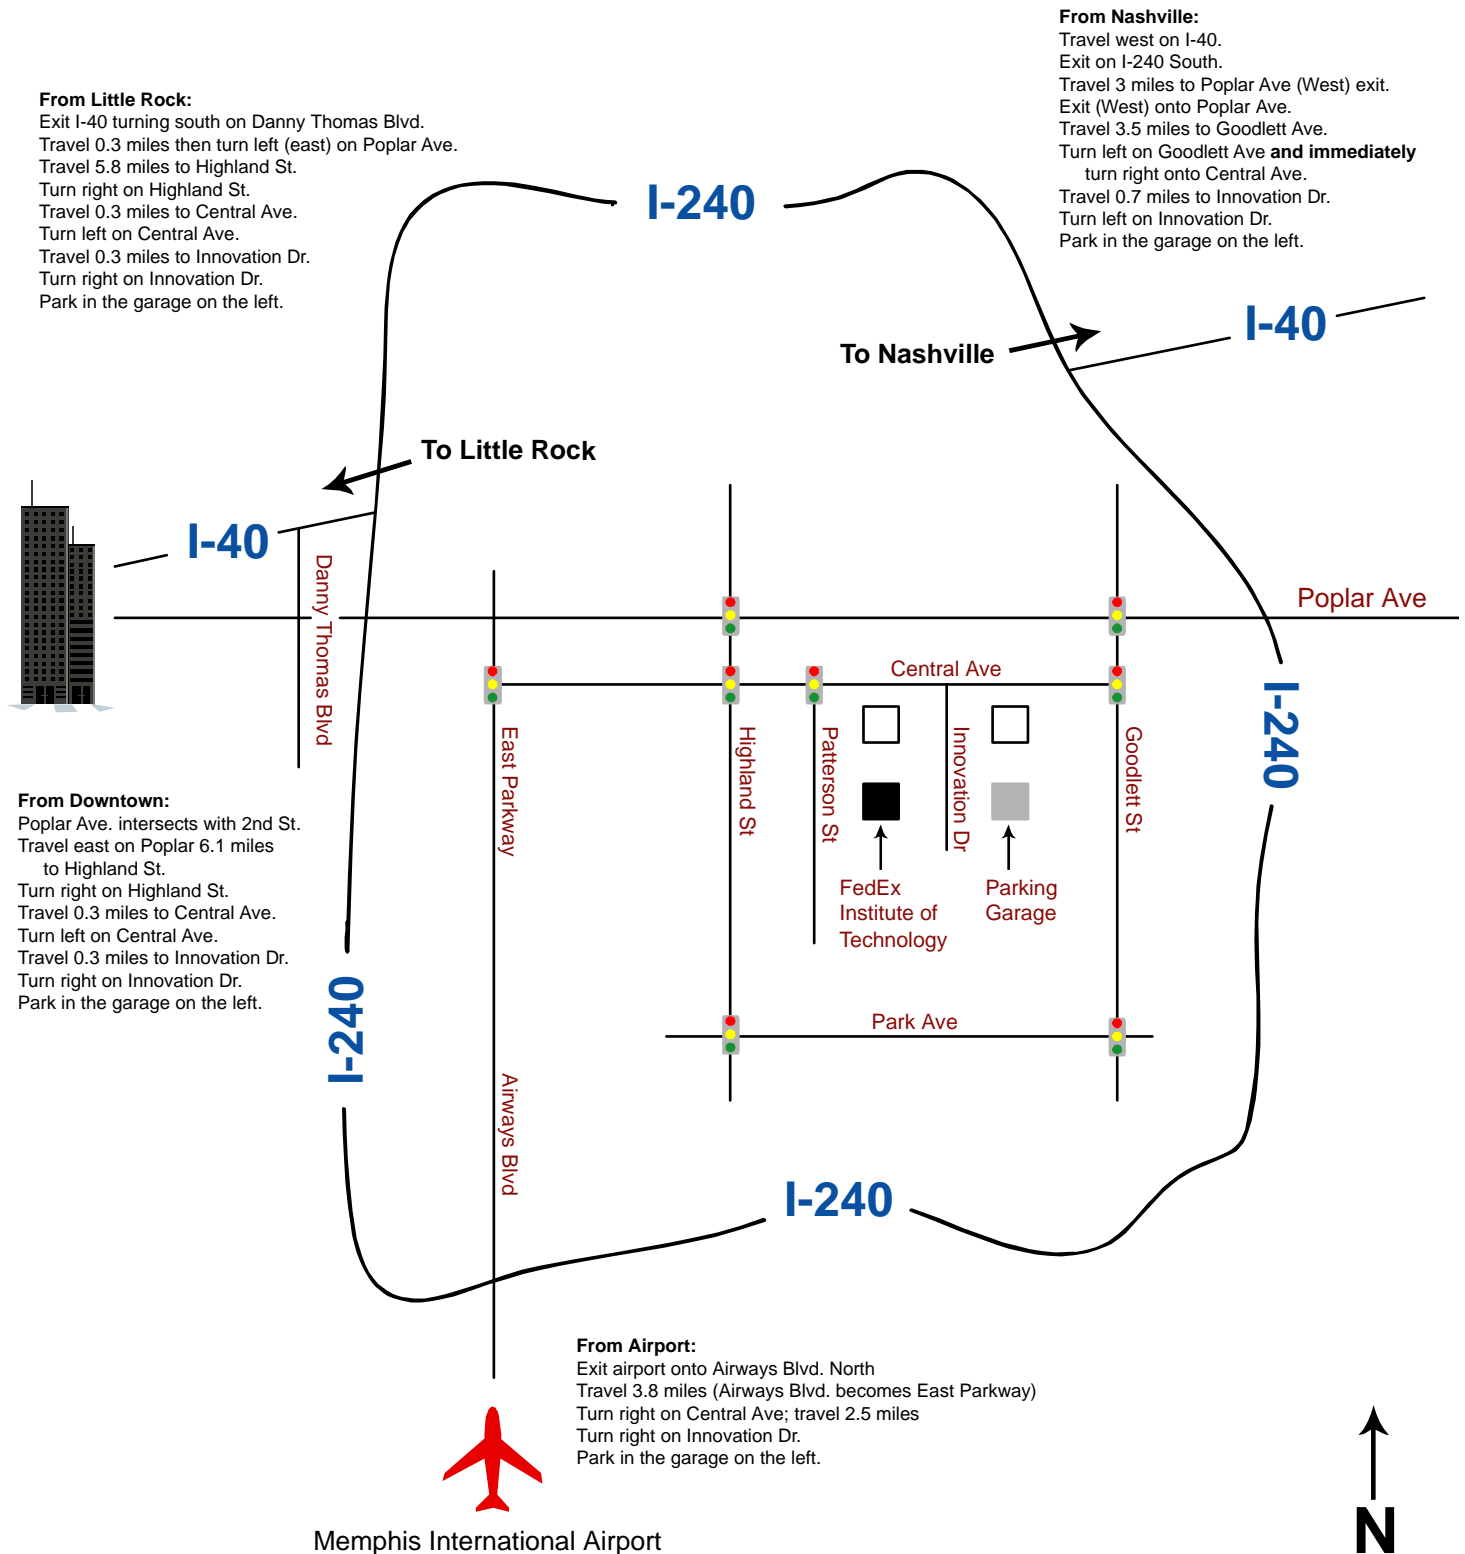 From Nashville:
Travel west on I-40.
Exit on I-240 South.
Travel 3 miles to Poplar Ave (West) exit.
Exit (West) onto Poplar Ave.
Travel 3.5 miles to Goodlett Ave.
Turn left on Goodlett Ave and immediately
turn right onto Central Ave.
Travel 0.7 miles to Innovation Dr.
Turn left on Innovation Dr.
Park in the garage on the left.
From Little Rock:
Exit I-40 turning south on Danny Thomas Blvd.
Travel 0.3 miles then turn left (east) on Poplar Ave.
Travel 5.8 miles to Highland St.
Turn right on Highland St.
Travel 0.3 miles to Central Ave.
Turn left on Central Ave.
Travel 0.3 miles to Innovation Dr.
Turn right on Innovation Dr.
Park in the garage on the left.
I-240
I-40
To Nashville
To Little Rock
I-40
Danny Thomas Blvd
Poplar Ave
Central Ave
I-240
East Parkway
Highland St
Patterson St
Innovation Dr
Goodlett St
FedEx
Institute of
Technology
Parking
Garage
From Downtown:
Poplar Ave. intersects with 2nd St.
Travel east on Poplar 6.1 miles
to Highland St.
Turn right on Highland St.
Travel 0.3 miles to Central Ave.
Turn left on Central Ave.
Travel 0.3 miles to Innovation Dr.
Turn right on Innovation Dr.
Park in the garage on the left.
I-240
Park Ave
Airways Blvd
I-240
From Airport:
Exit airport onto Airways Blvd. North
Travel 3.8 miles (Airways Blvd. becomes East Parkway)
Turn right on Central Ave; travel 2.5 miles
Turn right on Innovation Dr.
Park in the garage on the left.
Memphis International Airport
N